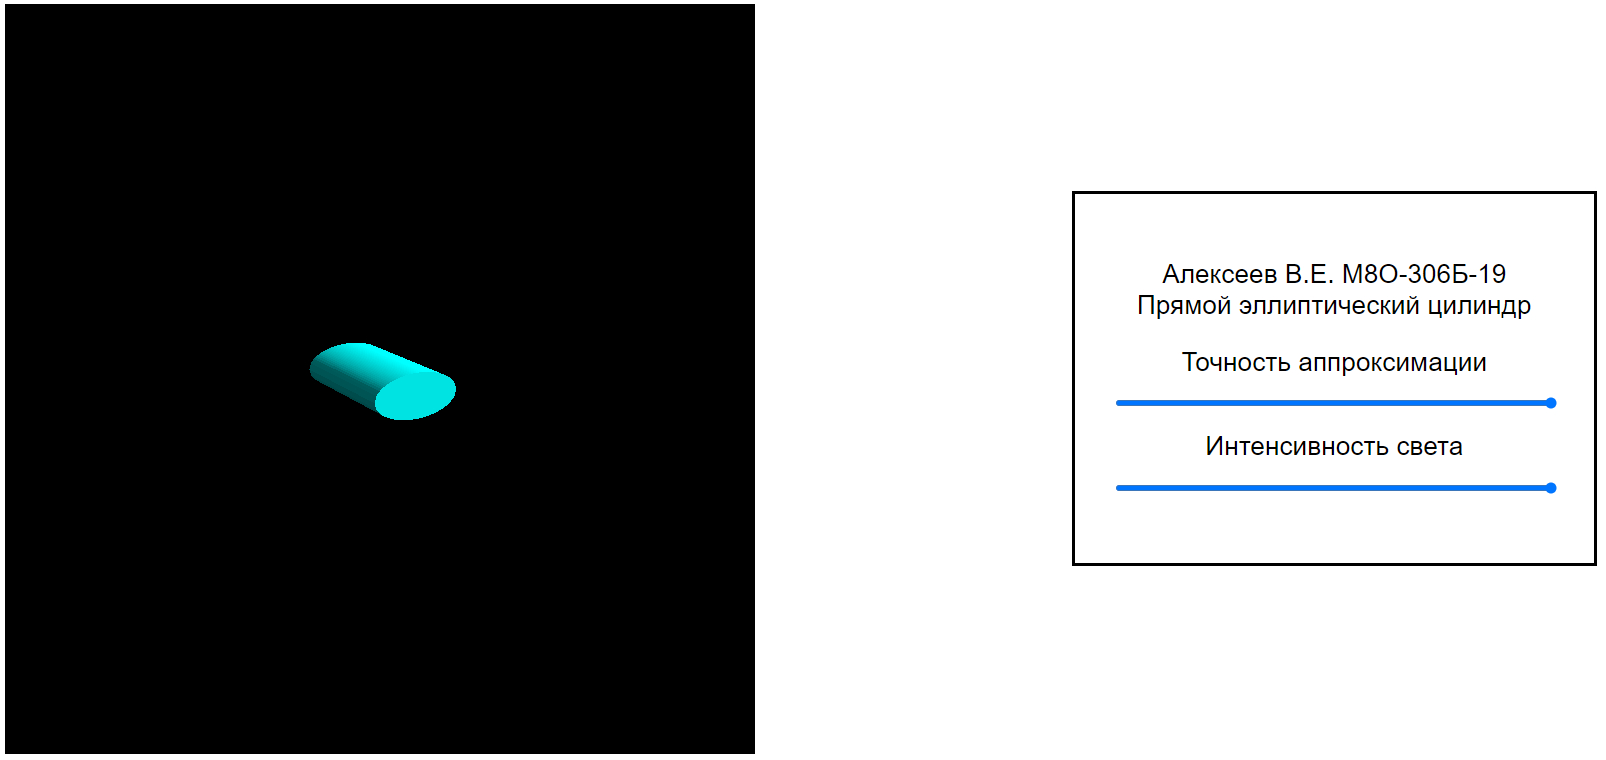 Алексеев В.Е. М8О-306Б-19
Прямой эллиптический цилиндр
Точность аппроксимации
Интенсивность света